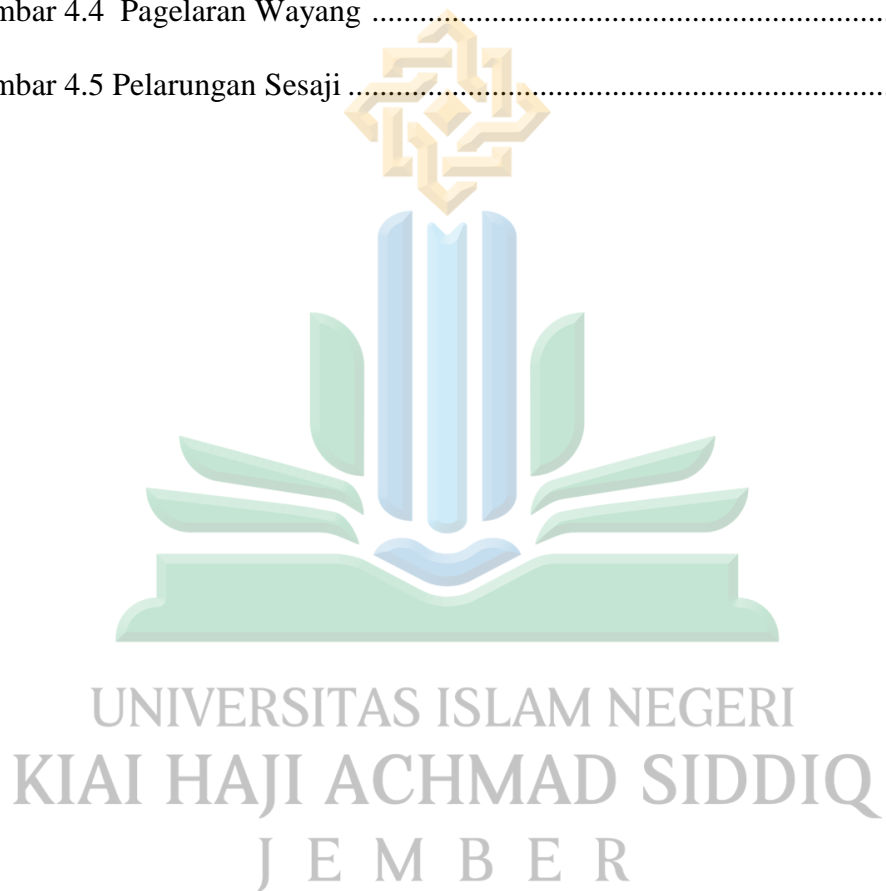 mbar 4.4 Pagelaran Wayang ................................................................
mbar 4.5 Pelarungan Sesaji ...................................................................
UNIVERSITAS ISLAM NEGERI
KIAI HAJI ACHMAD SIDDIQ
J E M B E R